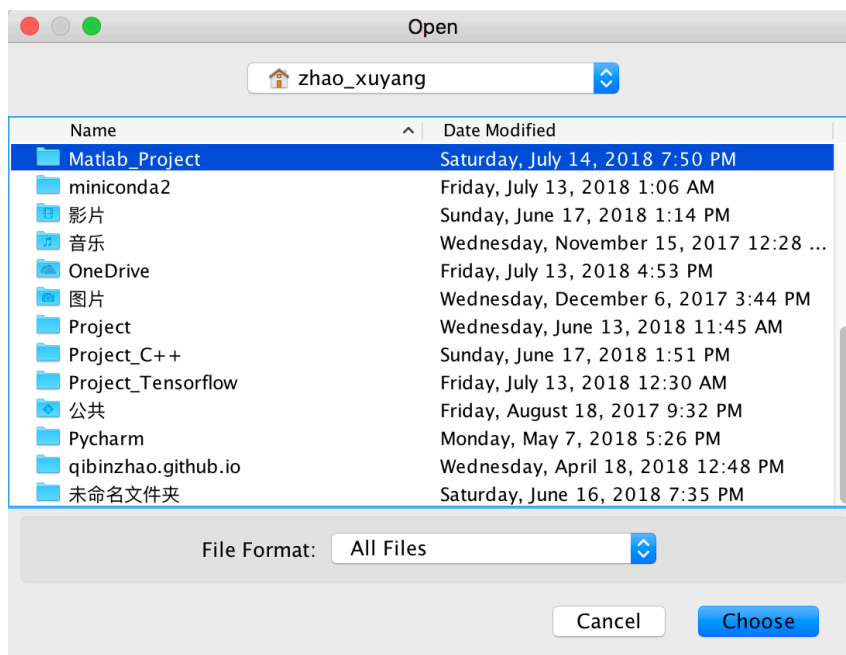 Open
zhao_xuyang
Name Date Modified
Matlab_Project Saturday, July 14, 2018 7:50 PM
miniconda2 Friday, July 13, 2018 1:06 AM
影片 Sunday, June 17, 2018 1:14 PM
音乐 Wednesday, November 15, 2017 12:28 ...
OneDrive Friday, July 13, 2018 4:53 PM
图片 Wednesday, December 6, 2017 3:44 PM
Project Wednesday, June 13, 2018 11:45 AM
Project_C++ Sunday, June 17, 2018 1:51 PM
Project_Tensorflow Friday, July 13, 2018 12:30 AM
公共 Friday, August 18, 2017 9:32 PM
Pycharm Monday, May 7, 2018 5:26 PM
qibinzhao.github.io Wednesday, April 18, 2018 12:48 PM
未命名文件夹 Saturday, June 16, 2018 7:35 PM
File Format: All Files
Cancel Choose